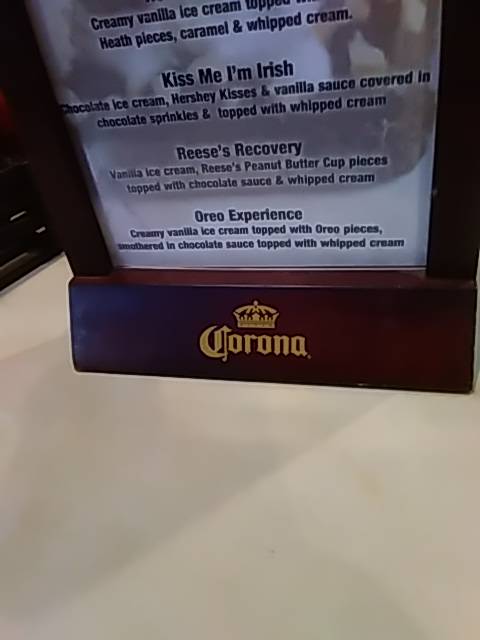 Creamy vanilla ice cream topped
Heath pieces, caramel & whipped cream.
Kiss Me I'm Irish
Chocolate ice cream, Hershey Kisses & vanilla sauce covered in
chocolate sprinkles & topped with whipped cream
Reese's Recovery
Vanilla ice cream, Reese's Peanut Butter Cup pieces
topped with chocolate sauce & whipped cream
Oreo Experience
Creamy vanilla ice cream topped with Oreo pieces,
smothered in chocolate sauce topped with whipped cream
Corona